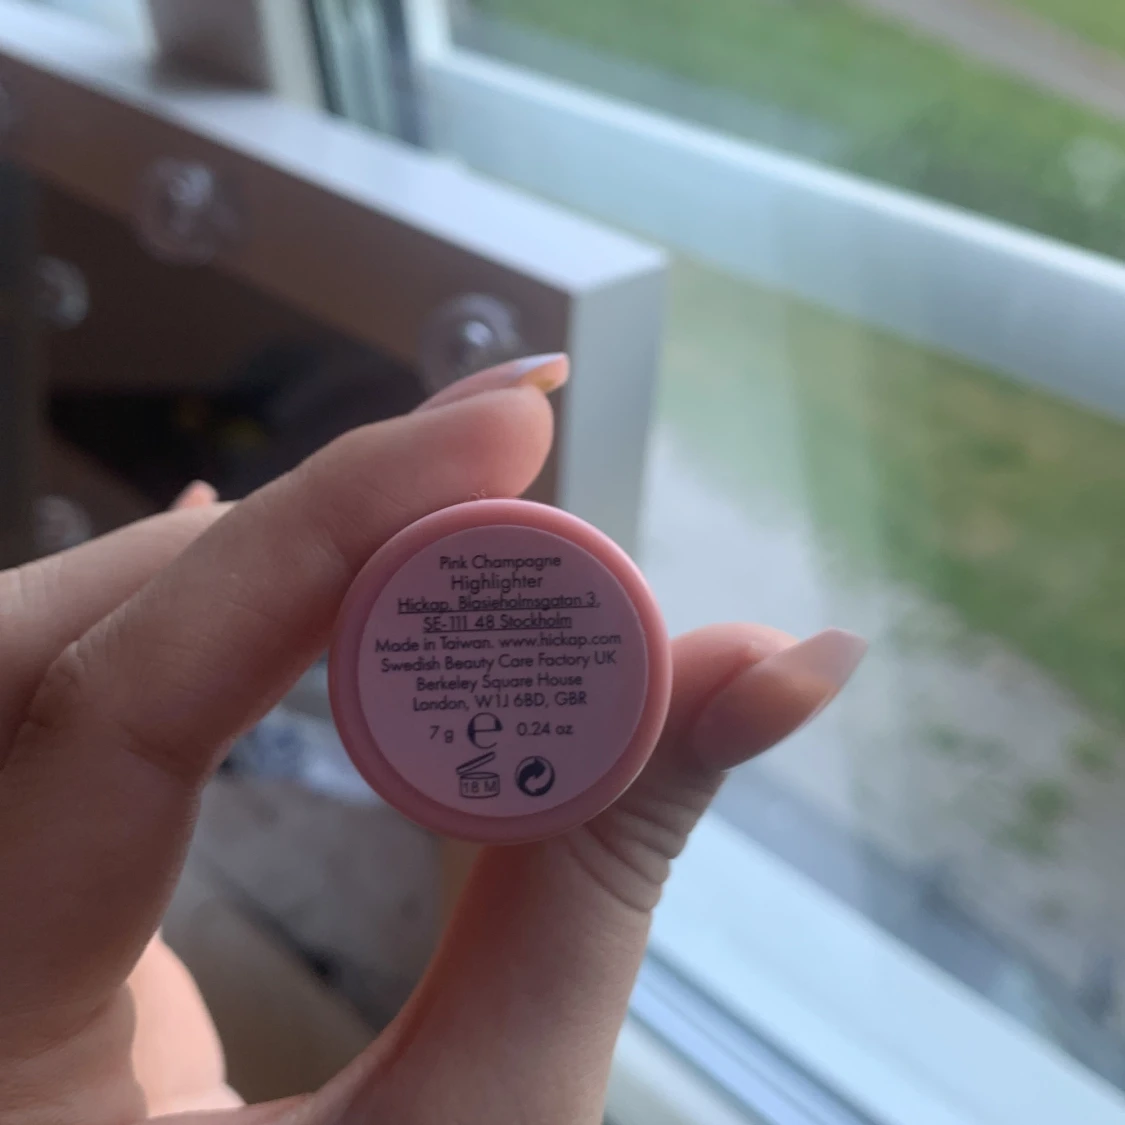 Pink Champagne
Highlighter
Hickap, Blasieholmsgatan 3,
SE-111 48 Stockholm
Made in Taiwan. www.hickap.com
Swedish Beauty Care Factory UK
Berkeley Square House
London, W1J 6BD, GBR
7 g e 0.24 oz
18 M